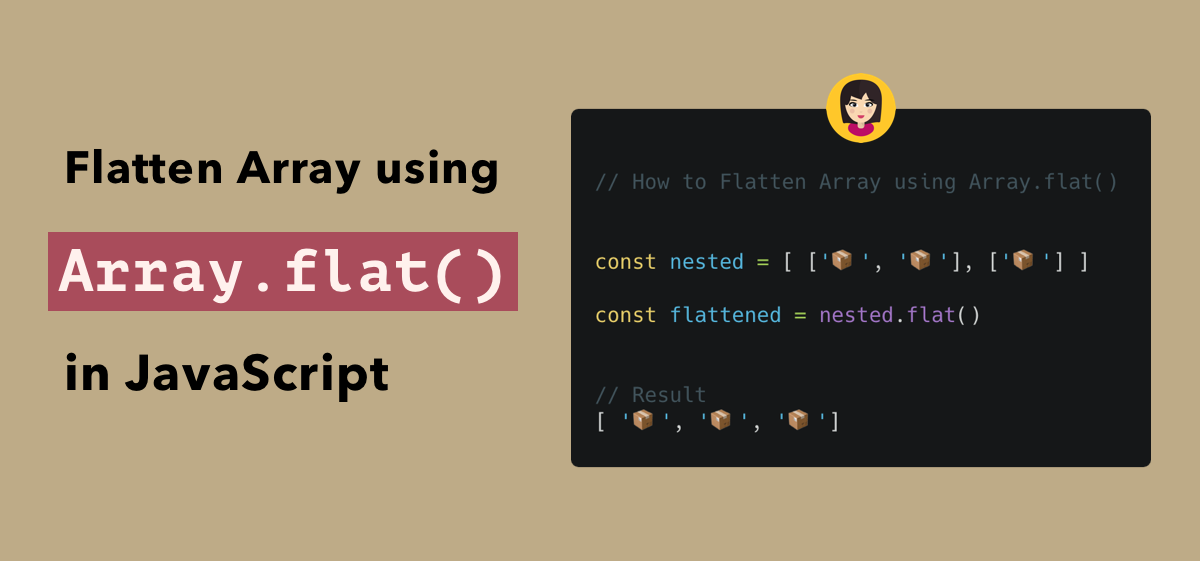 Flatten Array using
Array.flat()
in JavaScript
// How to Flatten Array using Array.flat()
const nested = [ ['📦 ', '📦 '], ['📦 '] ]
const flattened = nested.flat()
// Result
[ '📦 ', '📦 ', '📦 ']